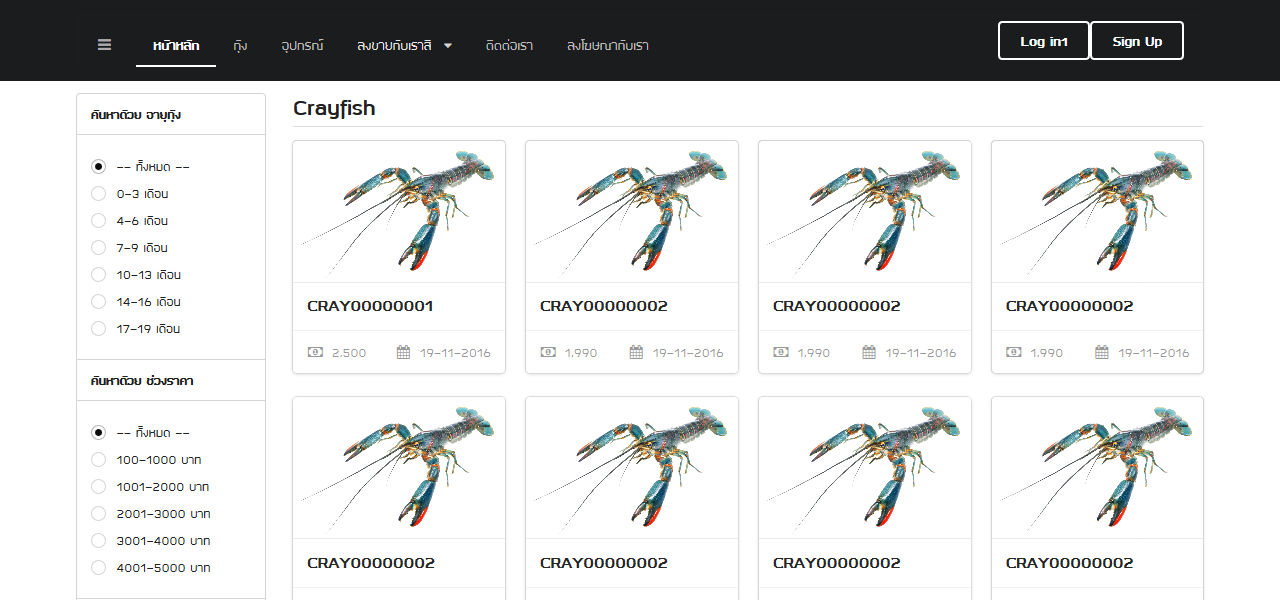 หน้าหลัก กุ้ง อุปกรณ์ ลงขายกับเราสิ ติดต่อเรา ลงโฆษณากับเรา Log in1 Sign Up
ค้นหาด้วย อายุกุ้ง
-- ทั้งหมด --
0-3 เดือน
4-6 เดือน
7-9 เดือน
10-13 เดือน
14-16 เดือน
17-19 เดือน
ค้นหาด้วย ช่วงราคา
-- ทั้งหมด --
100-1000 บาท
1001-2000 บาท
2001-3000 บาท
3001-4000 บาท
4001-5000 บาท
Crayfish
CRAY00000001 CRAY00000002 CRAY00000002 CRAY00000002
2.500 19-11-2016 1.990 19-11-2016 1.990 19-11-2016 1.990 19-11-2016
CRAY00000002 CRAY00000002 CRAY00000002 CRAY00000002